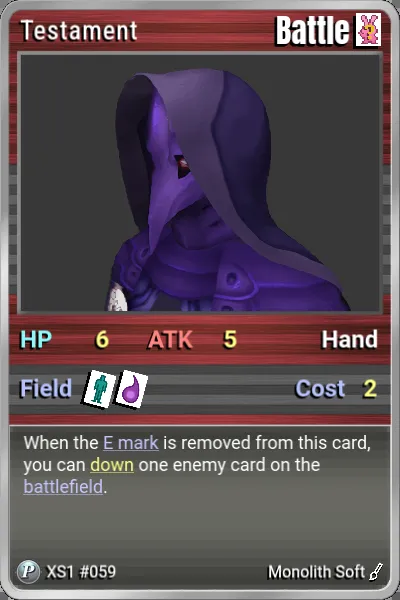 Testament Battle
HP 6 ATK 5 Hand
Field Cost 2
When the E mark is removed from this card,
you can down one enemy card on the
battlefield.
P XS1 #059 Monolith Soft